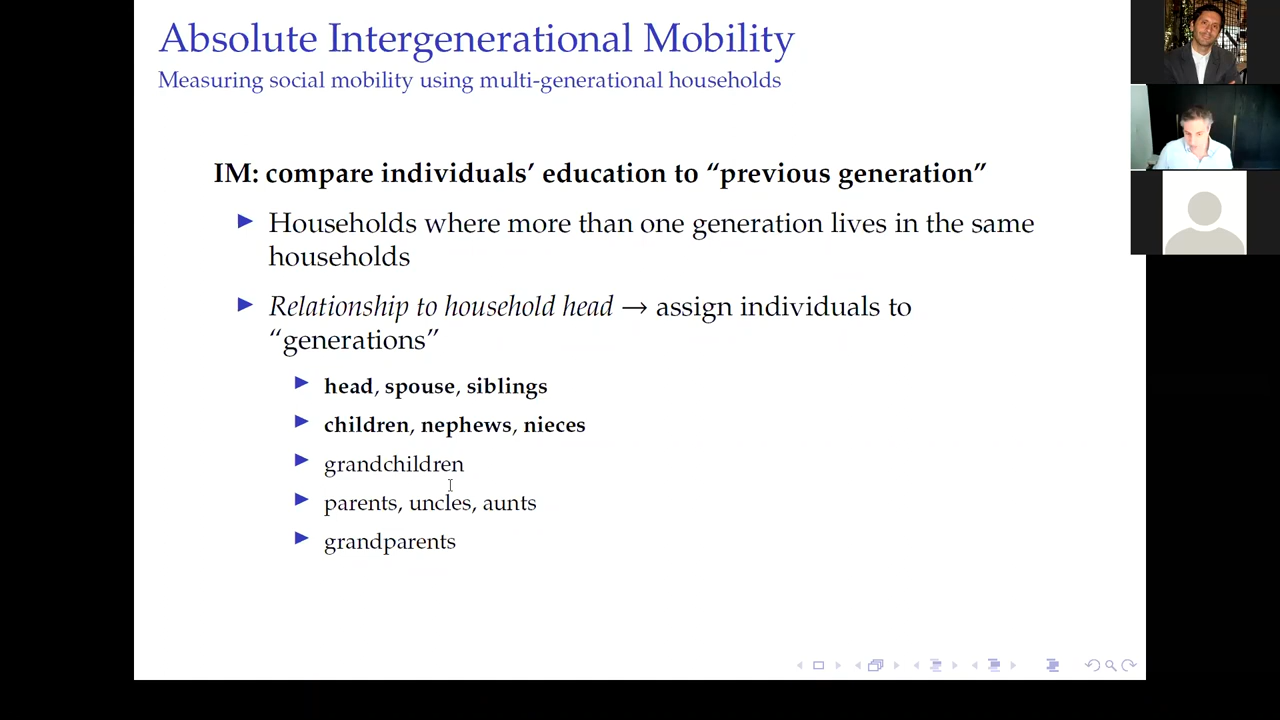 Absolute Intergenerational Mobility
Measuring social mobility using multi-generational households
IM: compare individuals’ education to “previous generation”
Households where more than one generation lives in the same
households
Relationship to household head → assign individuals to
“generations”
head, spouse, siblings
children, nephews, nieces
grandchildren
parents, uncles, aunts
grandparents